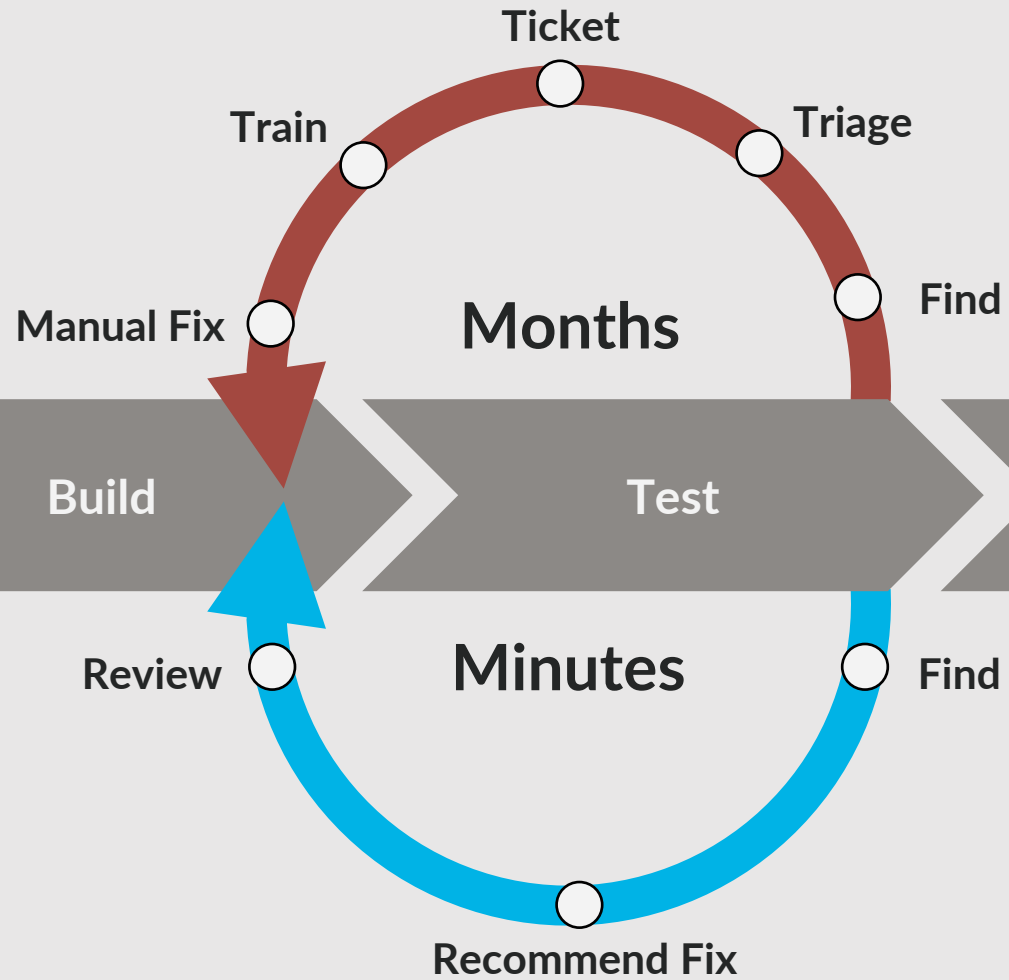 Ticket
Train
Triage
Find
Manual Fix
Months
Build
Test
Minutes
Review
Find
Recommend Fix